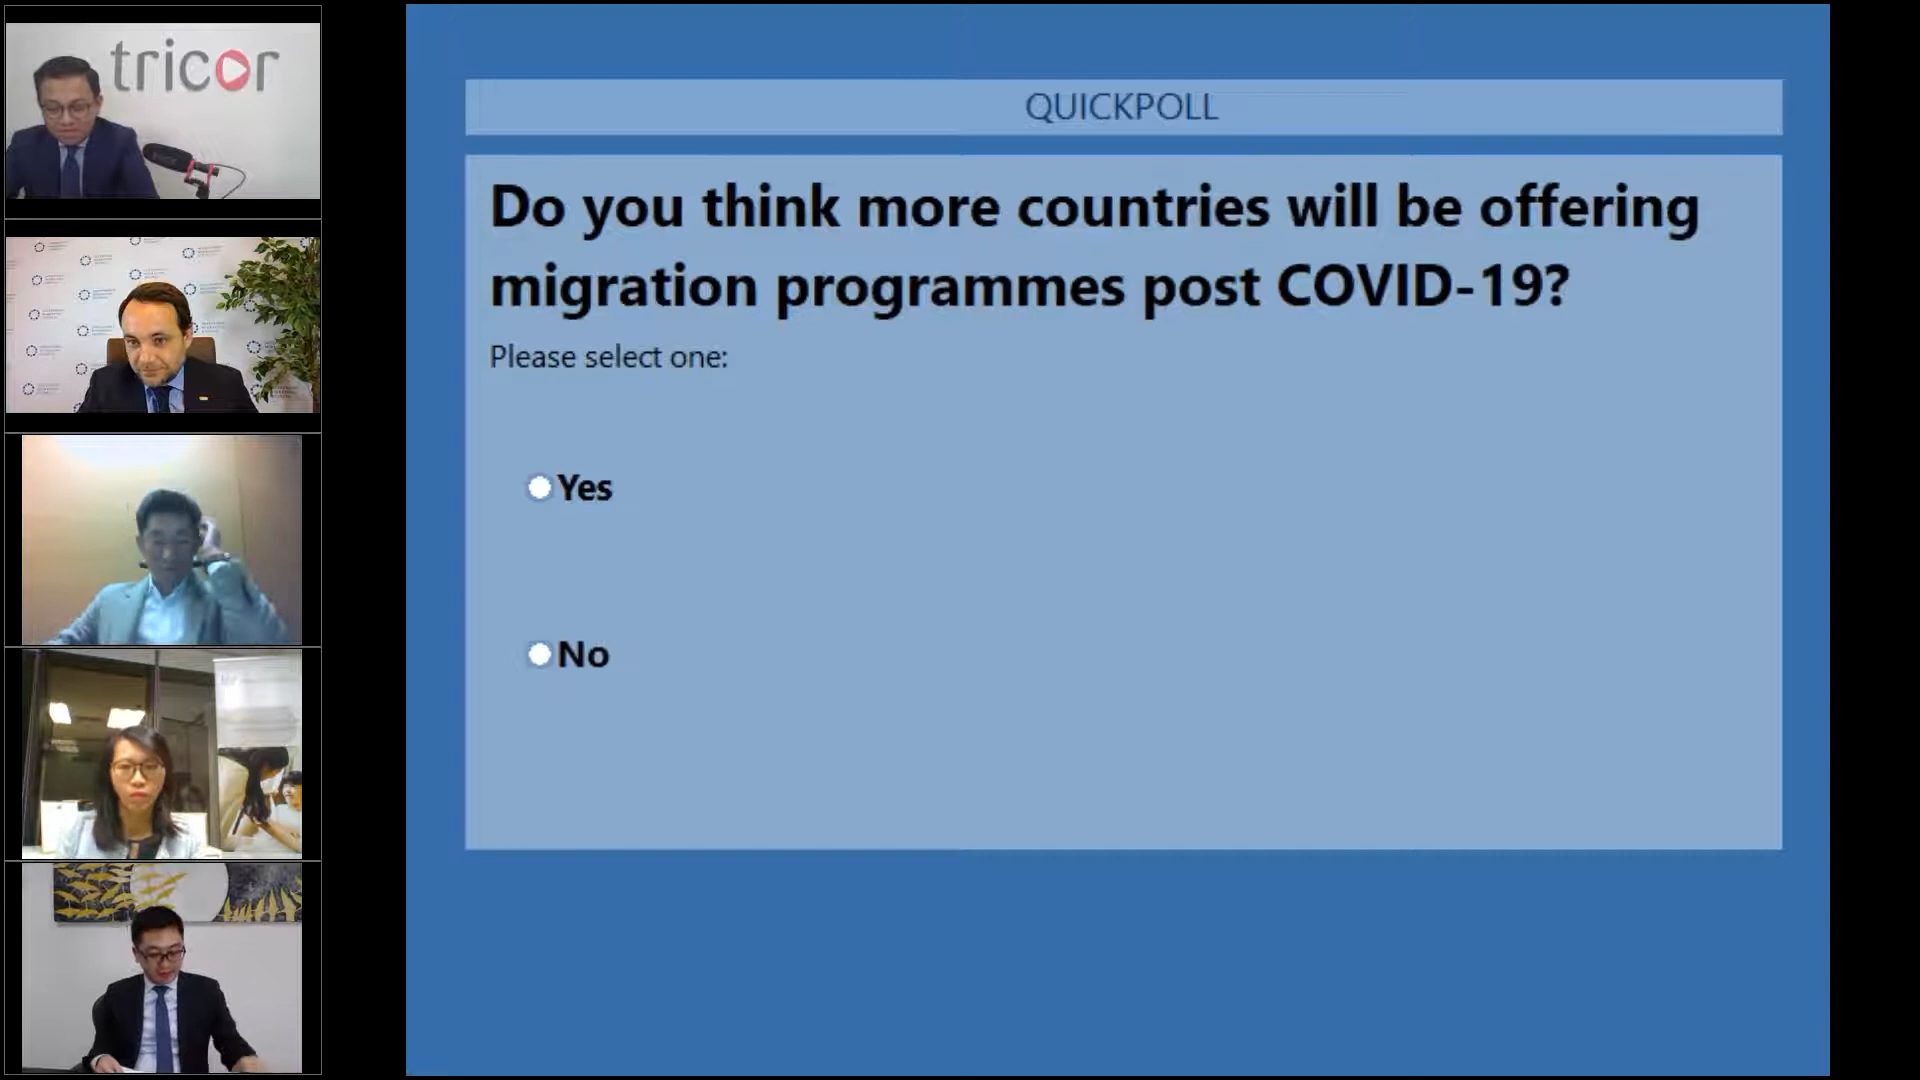 tricor
QUICKPOLL
Do you think more countries will be offering
migration programmes post COVID-19?
Please select one:
Yes
No